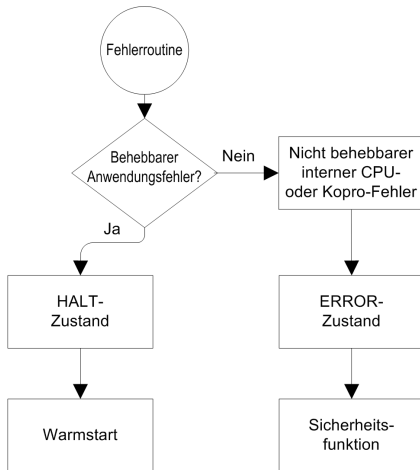 Fehlerroutine
Behebbarer
Anwendungsfehler?
Nein
Nicht behebbarer
interner CPU-
oder Kopro-Fehler
Ja
HALT-
Zustand
ERROR-
Zustand
Warmstart
Sicherheits-
funktion